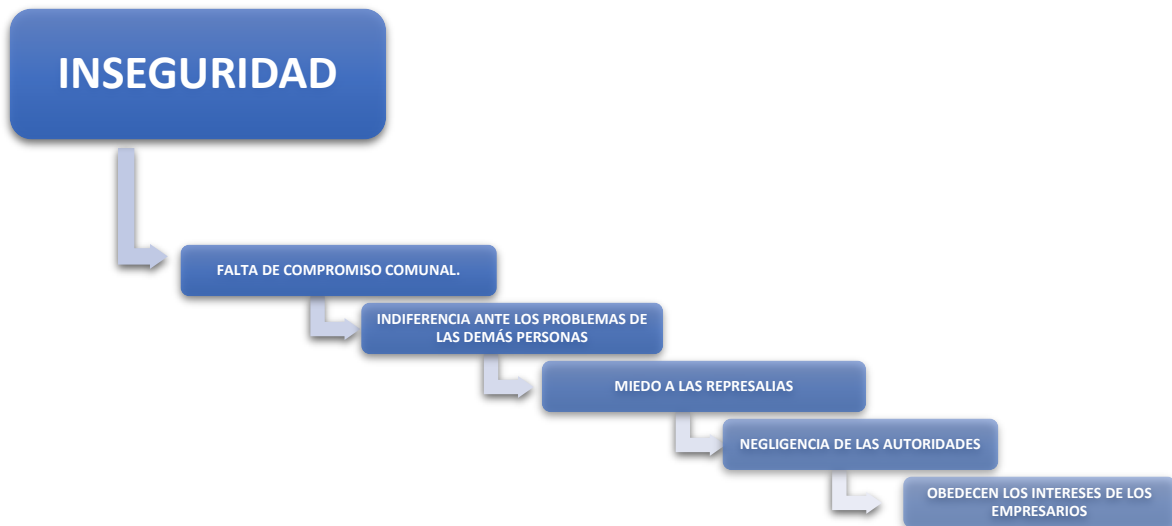 INSEGURIDAD
FALTA DE COMPROMISO COMUNAL.
INDIFERENCIA ANTE LOS PROBLEMAS DE
LAS DEMÁS PERSONAS
MIEDO A LAS REPRESALIAS
NEGLIGENCIA DE LAS AUTORIDADES
OBEDECEN LOS INTERESES DE LOS
EMPRESARIOS